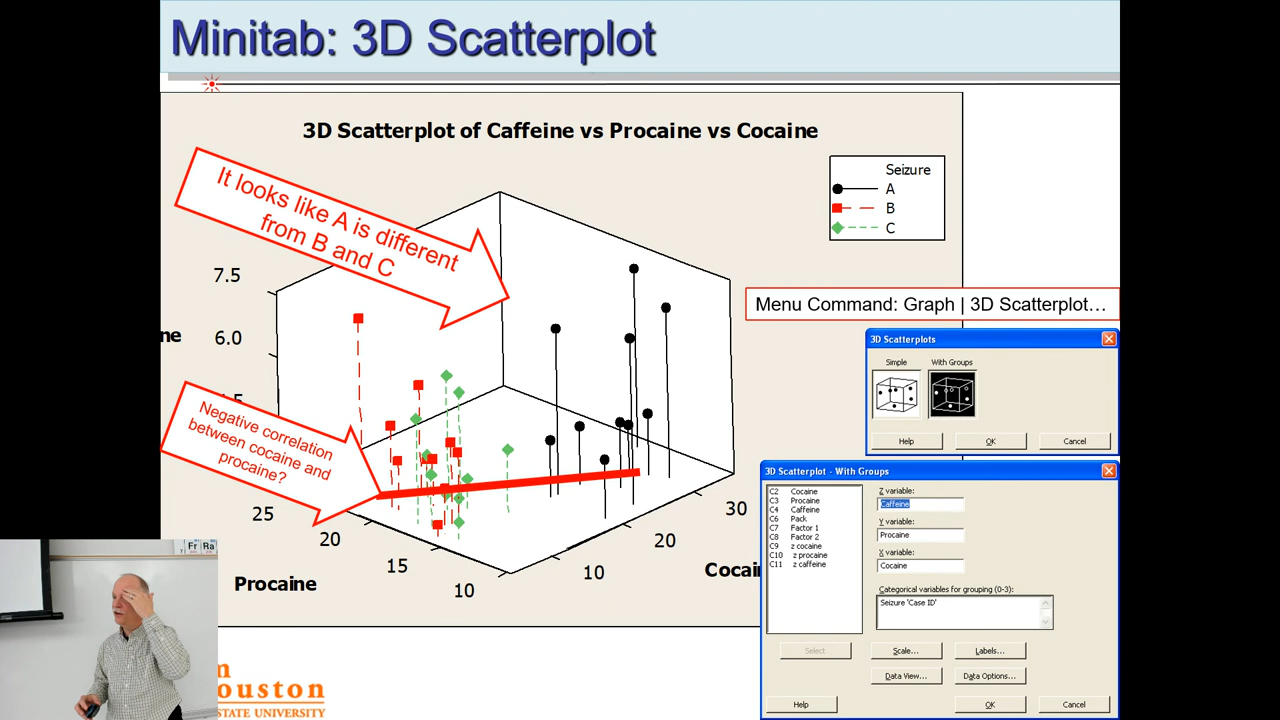 Minitab: 3D Scatterplot
3D Scatterplot of Caffeine vs Procaine vs Cocaine
Seizure
A
B
C
It looks like A is different
from B and C
7.5
6.0
ne
.5
Negative correlation
between cocaine and
procaine?
25
20
15
10
Procaine
10
20
30
Cocai
Menu Command: Graph | 3D Scatterplot…
3D Scatterplots
Simple
With Groups
Help
OK
Cancel
3D Scatterplot - With Groups
C2 Cocaine
C3 Procaine
C4 Caffeine
C6 Pack
C7 Factor 1
C8 Factor 2
C9 z cocaine
C10 z procaine
C11 z caffeine
Z variable:
Caffeine
Y variable:
Procaine
X variable:
Cocaine
Categorical variables for grouping (0-3):
Seizure 'Case ID'
Select
Scale...
Labels...
Data View...
Data Options...
Help
OK
Cancel
Fr Ra
m
ouston
STATE UNIVERSITY